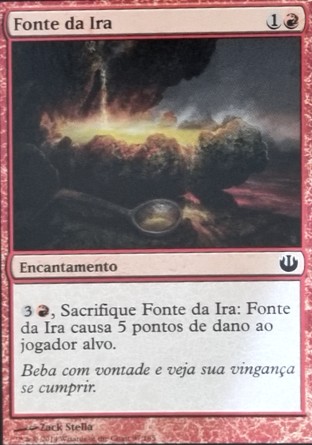 Fonte da Ira 1
Encantamento
3 , Sacrifique Fonte da Ira: Fonte
da Ira causa 5 pontos de dano ao
jogador alvo.
Beba com vontade e veja sua vingança
se cumprir.
Zack Stella